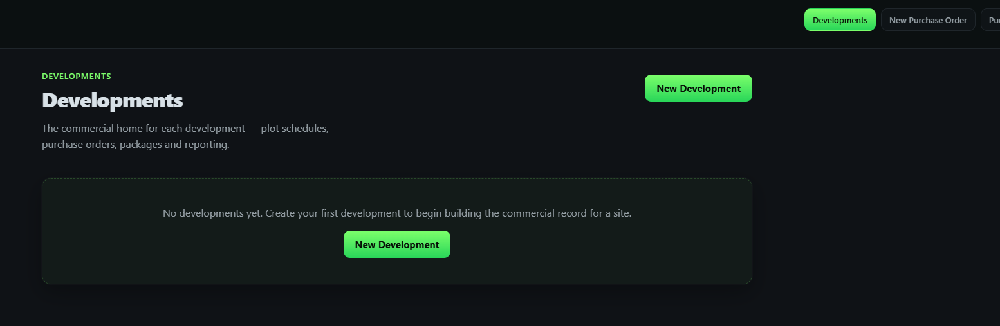 Developments
New Purchase Order
DEVELOPMENTS
Developments
New Development
The commercial home for each development — plot schedules,
purchase orders, packages and reporting.
No developments yet. Create your first development to begin building the commercial record for a site.
New Development